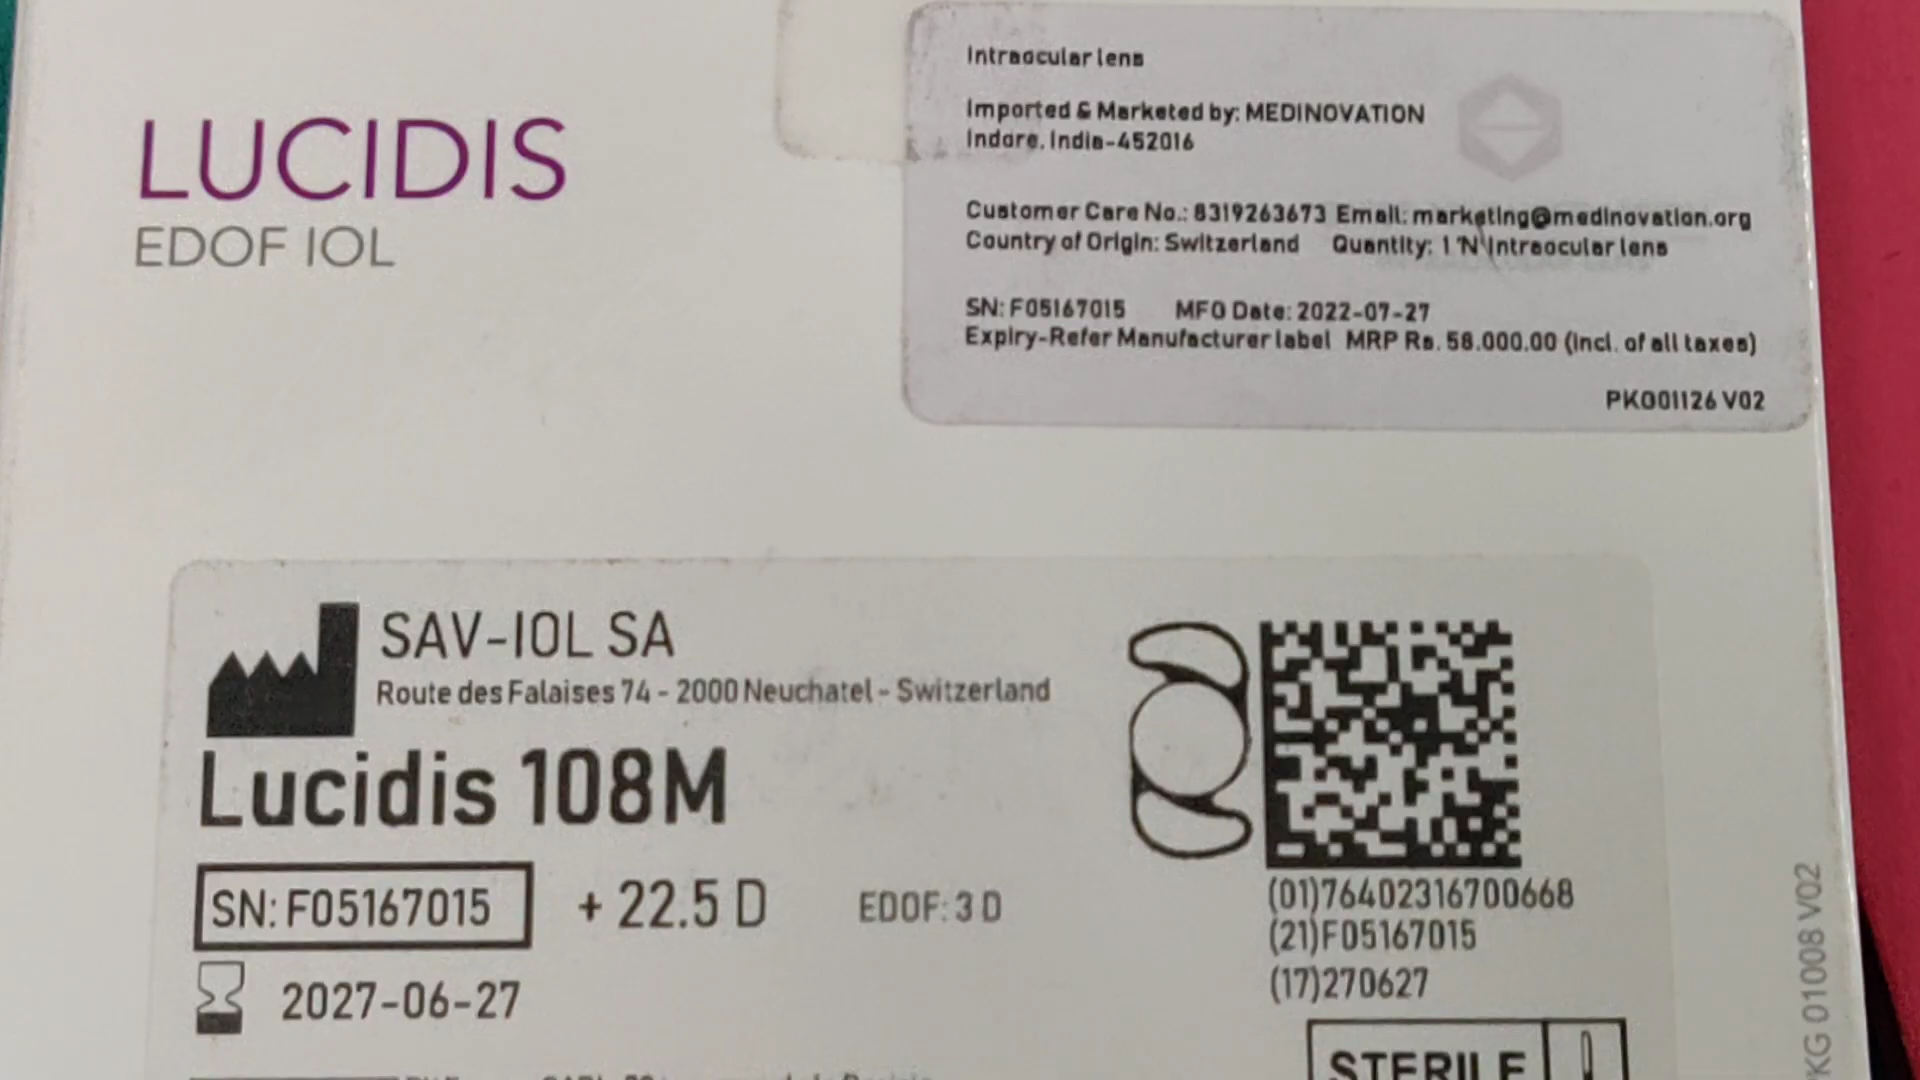 LUCIDIS
EDOF IOL
Intraocular lens
Imported & Marketed by: MEDINOVATION
Indore, India-452016
Customer Care No.: 8319263673 Email: marketing@medinovation.org
Country of Origin: Switzerland Quantity: 1 'N' Intraocular lens
SN: F05167015 MFG Date: 2022-07-27
Expiry-Refer Manufacturer label MRP Rs. 58,000.00 (Incl. of all taxes)
PK001126 V02
SAV-IOL SA
Route des Falaises 74 - 2000 Neuchatel - Switzerland
Lucidis 108M
SN: F05167015 + 22.5 D EDOF: 3 D
2027-06-27
(01)07640231670066
(21)F05167015
(17)270627
STERILE
KG 01008 V02